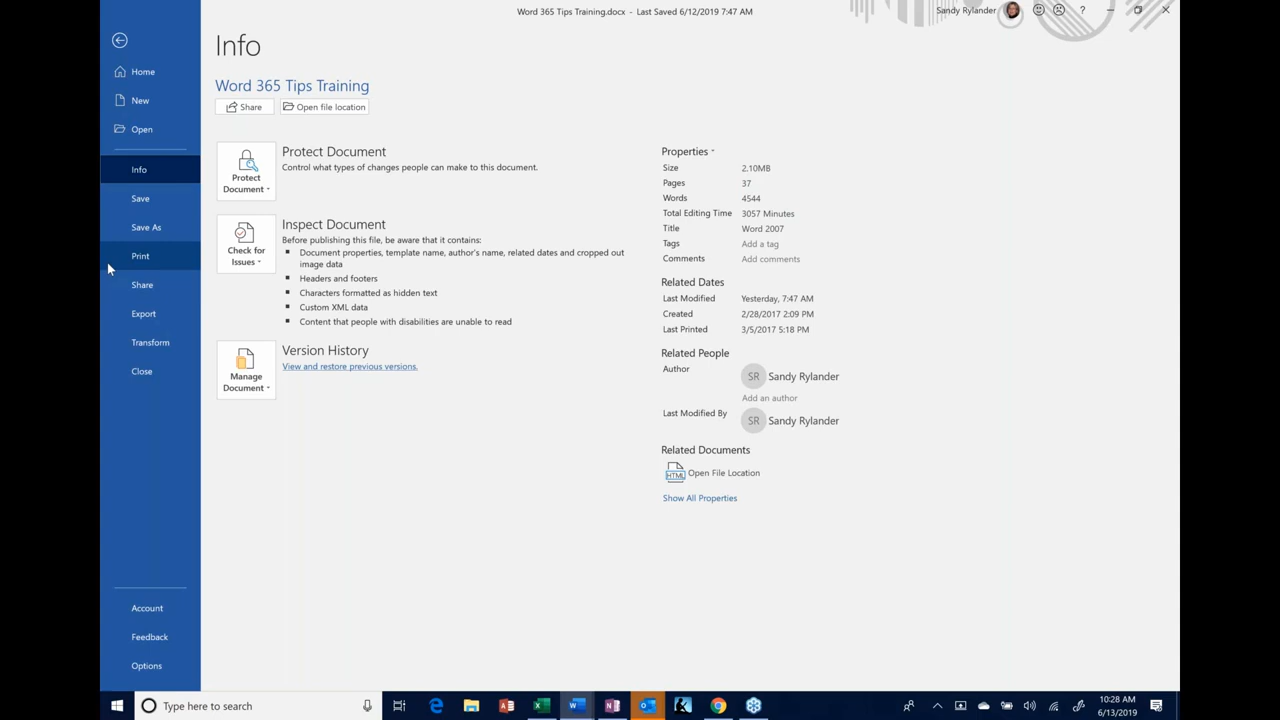 Word 365 Tips Training.docx - Last Saved 6/12/2019 7:47 AM
Sandy Rylander
?
Home
New
Open
Info
Save
Save As
Print
Share
Export
Transform
Close
Account
Feedback
Options
Info
Word 365 Tips Training
Share
Open file location
Protect Document
Protect Document
Control what types of changes people can make to this document.
Check for Issues
Inspect Document
Before publishing this file, be aware that it contains:
Document properties, template name, author's name, related dates and cropped out
image data
Headers and footers
Characters formatted as hidden text
Custom XML data
Content that people with disabilities are unable to read
Manage Document
Version History
View and restore previous versions.
Properties
Size 2.10MB
Pages 37
Words 4544
Total Editing Time 3057 Minutes
Title Word 2007
Tags Add a tag
Comments Add comments
Related Dates
Last Modified Yesterday, 7:47 AM
Created 2/28/2017 2:09 PM
Last Printed 3/5/2017 5:18 PM
Related People
Author SR Sandy Rylander
Add an author
Last Modified By SR Sandy Rylander
Related Documents
HTML Open File Location
Show All Properties
Type here to search
10:28 AM
6/13/2019